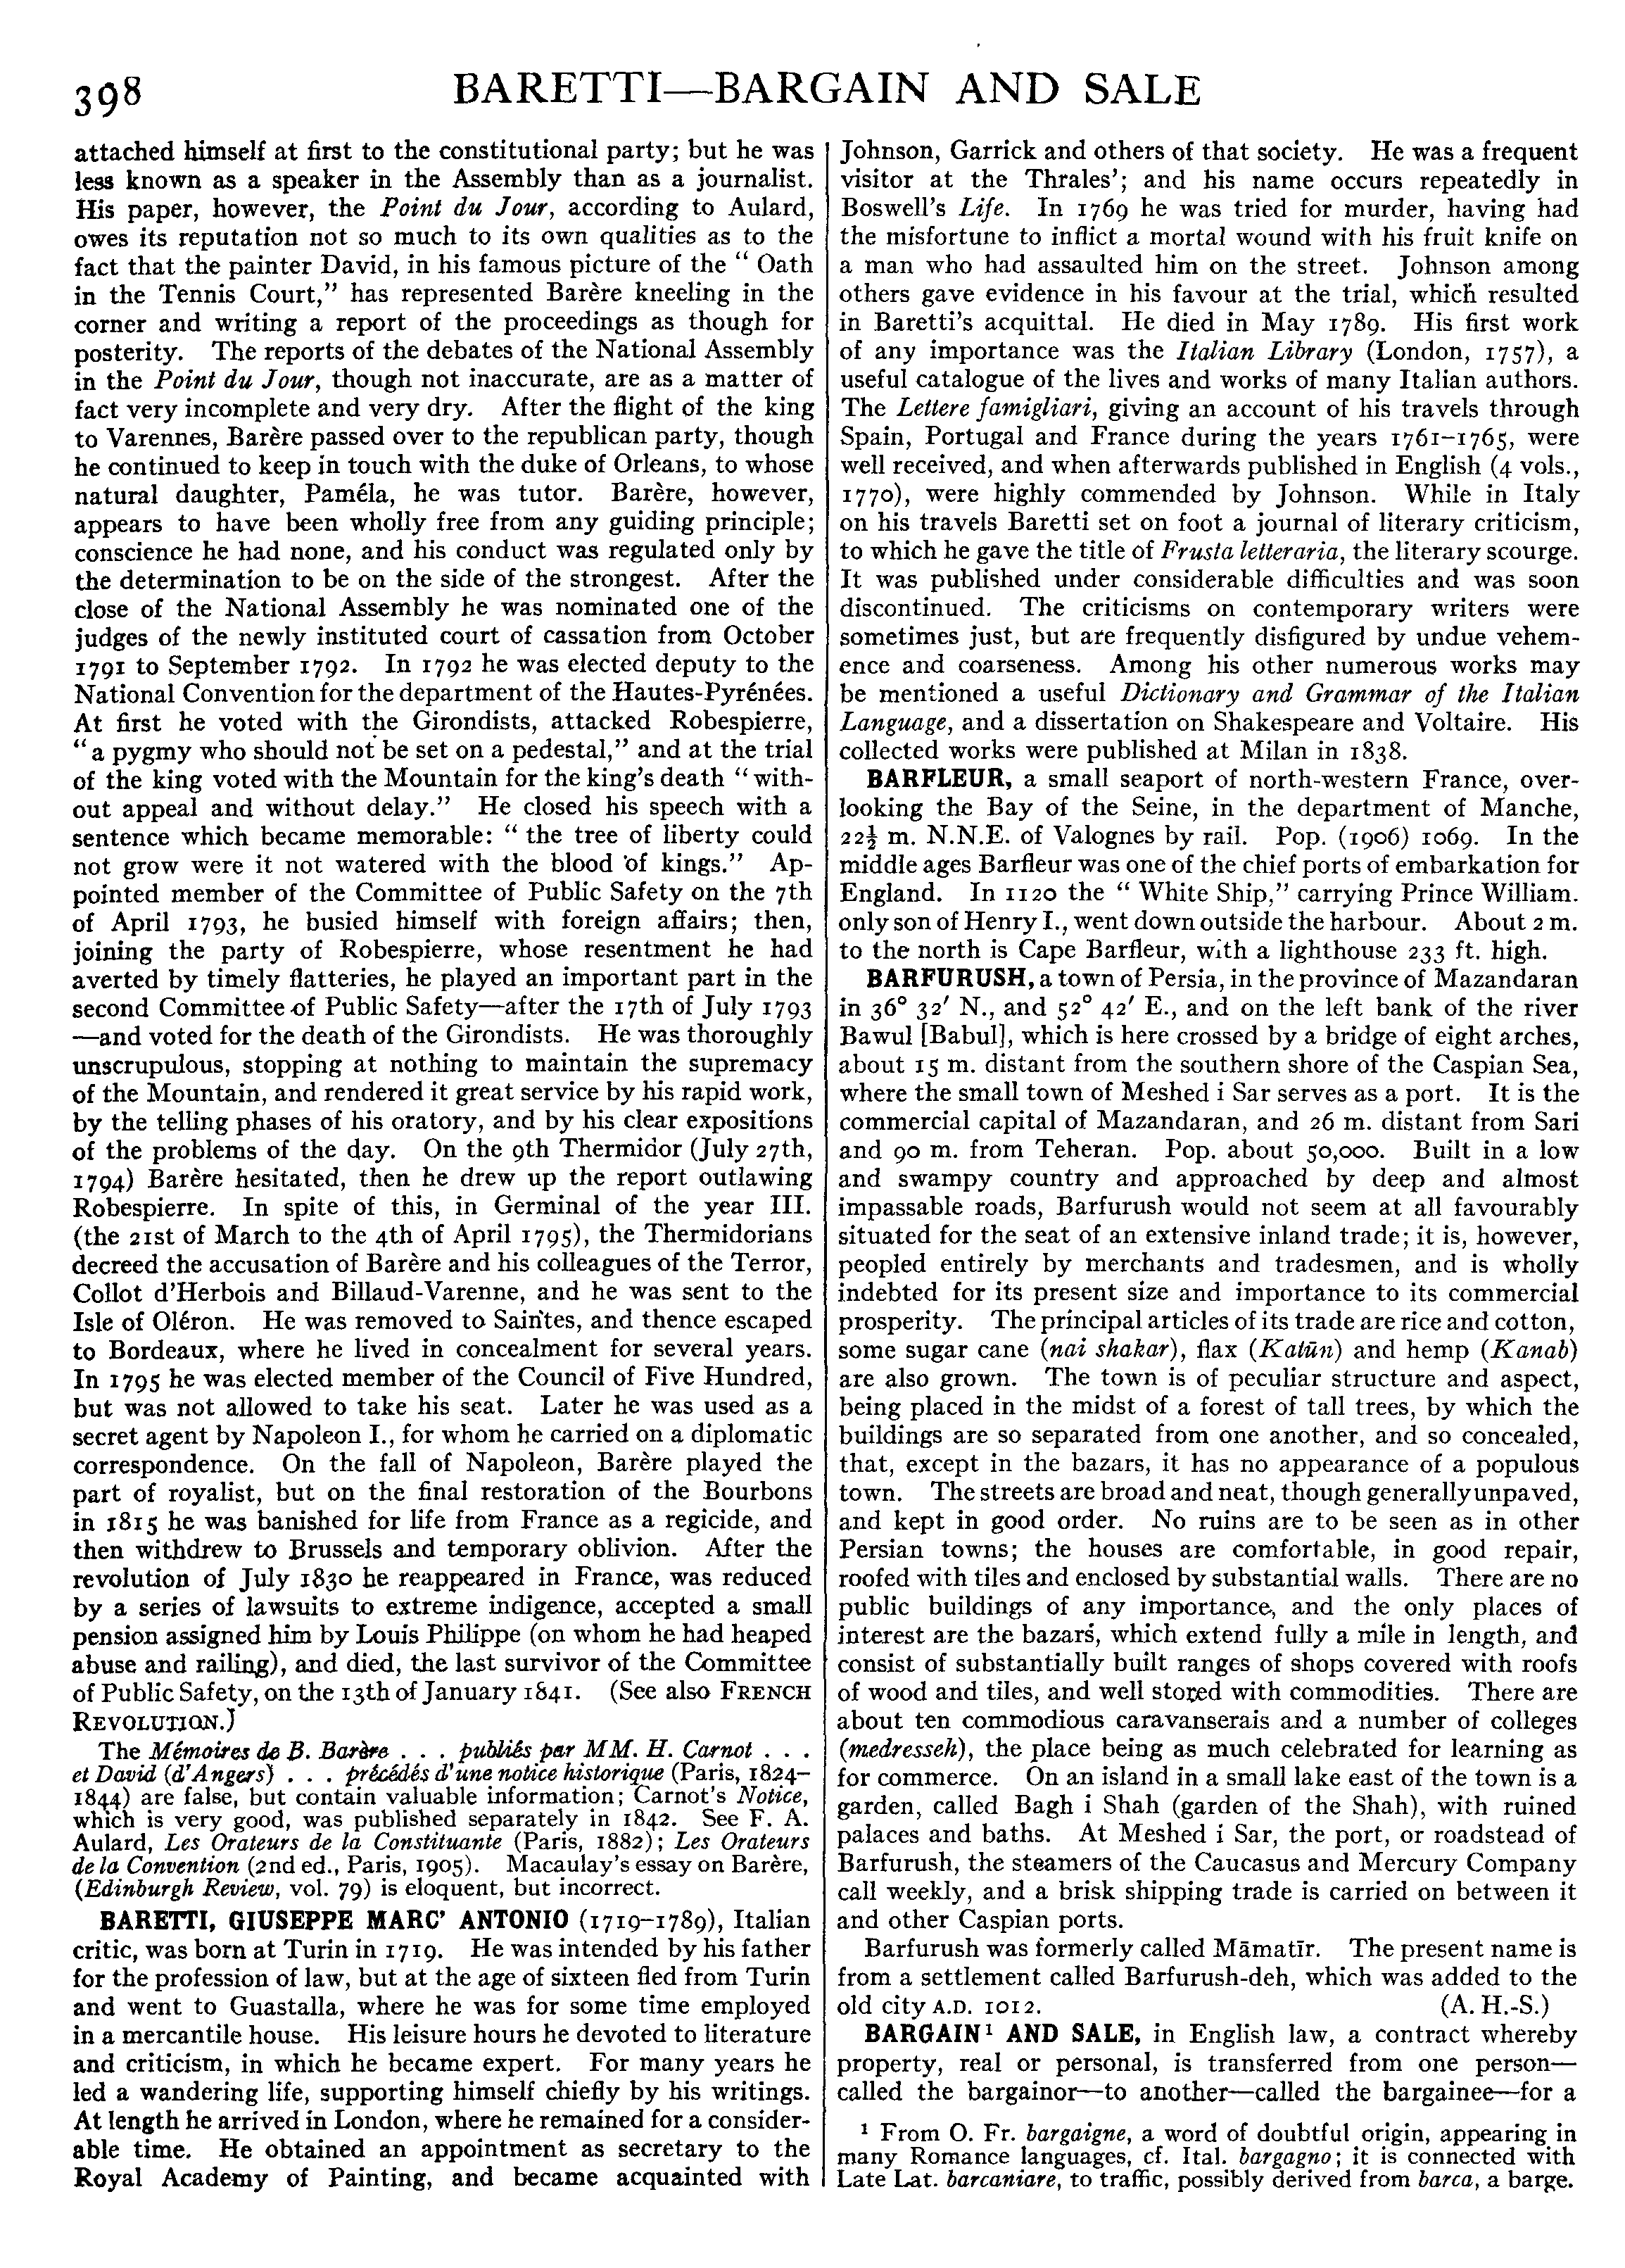 398
BARETTI—BARGAIN AND SALE
attached himself at first to the constitutional party; but he was
less known as a speaker in the Assembly than as a journalist.
His paper, however, the Point du Jour, according to Aulard,
owes its reputation not so much to its own qualities as to the
fact that the painter David, in his famous picture of the “ Oath
in the Tennis Court,” has represented Barère kneeling in the
corner and writing a report of the proceedings as though for
posterity. The reports of the debates of the National Assembly
in the Point du Jour, though not inaccurate, are as a matter of
fact very incomplete and very dry. After the flight of the king
to Varennes, Barère passed over to the republican party, though
he continued to keep in touch with the duke of Orleans, to whose
natural daughter, Paméla, he was tutor. Barère, however,
appears to have been wholly free from any guiding principle;
conscience he had none, and his conduct was regulated only by
the determination to be on the side of the strongest. After the
close of the National Assembly he was nominated one of the
judges of the newly instituted court of cassation from October
1791 to September 1792. In 1792 he was elected deputy to the
National Convention for the department of the Hautes-Pyrénées.
At first he voted with the Girondists, attacked Robespierre,
“ a pygmy who should not be set on a pedestal,” and at the trial
of the king voted with the Mountain for the king's death “ with-
out appeal and without delay.” He closed his speech with a
sentence which became memorable: “ the tree of liberty could
not grow were it not watered with the blood of kings.” Ap-
pointed member of the Committee of Public Safety on the 7th
of April 1793, he busied himself with foreign affairs; then,
joining the party of Robespierre, whose resentment he had
averted by timely flatteries, he played an important part in the
second Committee of Public Safety—after the 17th of July 1793
—and voted for the death of the Girondists. He was thoroughly
unscrupulous, stopping at nothing to maintain the supremacy
of the Mountain, and rendered it great service by his rapid work,
by the telling phases of his oratory, and by his clear expositions
of the problems of the day. On the 9th Thermidor (July 27th,
1794) Barère hesitated, then he drew up the report outlawing
Robespierre. In spite of this, in Germinal of the year III.
(the 21st of March to the 4th of April 1795), the Thermidorians
decreed the accusation of Barère and his colleagues of the Terror,
Collot d'Herbois and Billaud-Varenne, and he was sent to the
Isle of Oléron. He was removed to Saintes, and thence escaped
to Bordeaux, where he lived in concealment for several years.
In 1795 he was elected member of the Council of Five Hundred,
but was not allowed to take his seat. Later he was used as a
secret agent by Napoleon I., for whom he carried on a diplomatic
correspondence. On the fall of Napoleon, Barère played the
part of royalist, but on the final restoration of the Bourbons
in 1815 he was banished for life from France as a regicide, and
then withdrew to Brussels and temporary oblivion. After the
revolution of July 1830 he reappeared in France, was reduced
by a series of lawsuits to extreme indigence, accepted a small
pension assigned him by Louis Philippe (on whom he had heaped
abuse and railing), and died, the last survivor of the Committee
of Public Safety, on the 13th of January 1841. (See also FRENCH
REVOLUTION.)
The Mémoires de B. Barère . . . publiés par MM. H. Carnot . . .
et David (d'Angers) . . . précédés d'une notice historique (Paris, 1824–
1844) are false, but contain valuable information; Carnot's Notice,
which is very good, was published separately in 1842. See F. A.
Aulard, Les Orateurs de la Constituante (Paris, 1882); Les Orateurs
de la Convention (2nd ed., Paris, 1905). Macaulay's essay on Barère,
(Edinburgh Review, vol. 79) is eloquent, but incorrect.
BARETTI, GIUSEPPE MARC' ANTONIO (1719–1789), Italian
critic, was born at Turin in 1719. He was intended by his father
for the profession of law, but at the age of sixteen fled from Turin
and went to Guastalla, where he was for some time employed
in a mercantile house. His leisure hours he devoted to literature
and criticism, in which he became expert. For many years he
led a wandering life, supporting himself chiefly by his writings.
At length he arrived in London, where he remained for a consider-
able time. He obtained an appointment as secretary to the
Royal Academy of Painting, and became acquainted with
Johnson, Garrick and others of that society. He was a frequent
visitor at the Thrales'; and his name occurs repeatedly in
Boswell's Life. In 1769 he was tried for murder, having had
the misfortune to inflict a mortal wound with his fruit knife on
a man who had assaulted him on the street. Johnson among
others gave evidence in his favour at the trial, which resulted
in Baretti's acquittal. He died in May 1789. His first work
of any importance was the Italian Library (London, 1757), a
useful catalogue of the lives and works of many Italian authors.
The Lettere famigliari, giving an account of his travels through
Spain, Portugal and France during the years 1761–1765, were
well received, and when afterwards published in English (4 vols.,
1770), were highly commended by Johnson. While in Italy
on his travels Baretti set on foot a journal of literary criticism,
to which he gave the title of Frusta letteraria, the literary scourge.
It was published under considerable difficulties and was soon
discontinued. The criticisms on contemporary writers were
sometimes just, but are frequently disfigured by undue vehem-
ence and coarseness. Among his other numerous works may
be mentioned a useful Dictionary and Grammar of the Italian
Language, and a dissertation on Shakespeare and Voltaire. His
collected works were published at Milan in 1838.
BARFLEUR, a small seaport of north-western France, over-
looking the Bay of the Seine, in the department of Manche,
22½ m. N.N.E. of Valognes by rail. Pop. (1906) 1069. In the
middle ages Barfleur was one of the chief ports of embarkation for
England. In 1120 the “ White Ship,” carrying Prince William.
only son of Henry I., went down outside the harbour. About 2 m.
to the north is Cape Barfleur, with a lighthouse 233 ft. high.
BARFURUSH, a town of Persia, in the province of Mazandaran
in 36° 32′ N., and 52° 42′ E., and on the left bank of the river
Bawul [Babul], which is here crossed by a bridge of eight arches,
about 15 m. distant from the southern shore of the Caspian Sea,
where the small town of Meshed i Sar serves as a port. It is the
commercial capital of Mazandaran, and 26 m. distant from Sari
and 90 m. from Teheran. Pop. about 50,000. Built in a low
and swampy country and approached by deep and almost
impassable roads, Barfurush would not seem at all favourably
situated for the seat of an extensive inland trade; it is, however,
peopled entirely by merchants and tradesmen, and is wholly
indebted for its present size and importance to its commercial
prosperity. The principal articles of its trade are rice and cotton,
some sugar cane (nai shakar), flax (Katūn) and hemp (Kanab)
are also grown. The town is of peculiar structure and aspect,
being placed in the midst of a forest of tall trees, by which the
buildings are so separated from one another, and so concealed,
that, except in the bazars, it has no appearance of a populous
town. The streets are broad and neat, though generally unpaved,
and kept in good order. No ruins are to be seen as in other
Persian towns; the houses are comfortable, in good repair,
roofed with tiles and enclosed by substantial walls. There are no
public buildings of any importance, and the only places of
interest are the bazars, which extend fully a mile in length, and
consist of substantially built ranges of shops covered with roofs
of wood and tiles, and well stored with commodities. There are
about ten commodious caravanserais and a number of colleges
(medresseh), the place being as much celebrated for learning as
for commerce. On an island in a small lake east of the town is a
garden, called Bagh i Shah (garden of the Shah), with ruined
palaces and baths. At Meshed i Sar, the port, or roadstead of
Barfurush, the steamers of the Caucasus and Mercury Company
call weekly, and a brisk shipping trade is carried on between it
and other Caspian ports.
Barfurush was formerly called Māmatīr. The present name is
from a settlement called Barfurush-deh, which was added to the
old city A.D. 1012. (A. H.-S.)
BARGAIN¹ AND SALE, in English law, a contract whereby
property, real or personal, is transferred from one person—
called the bargainor—to another—called the bargainee—for a
¹ From O. Fr. bargaigne, a word of doubtful origin, appearing in
many Romance languages, cf. Ital. bargagno; it is connected with
Late Lat. barcaniare, to traffic, possibly derived from barca, a barge.